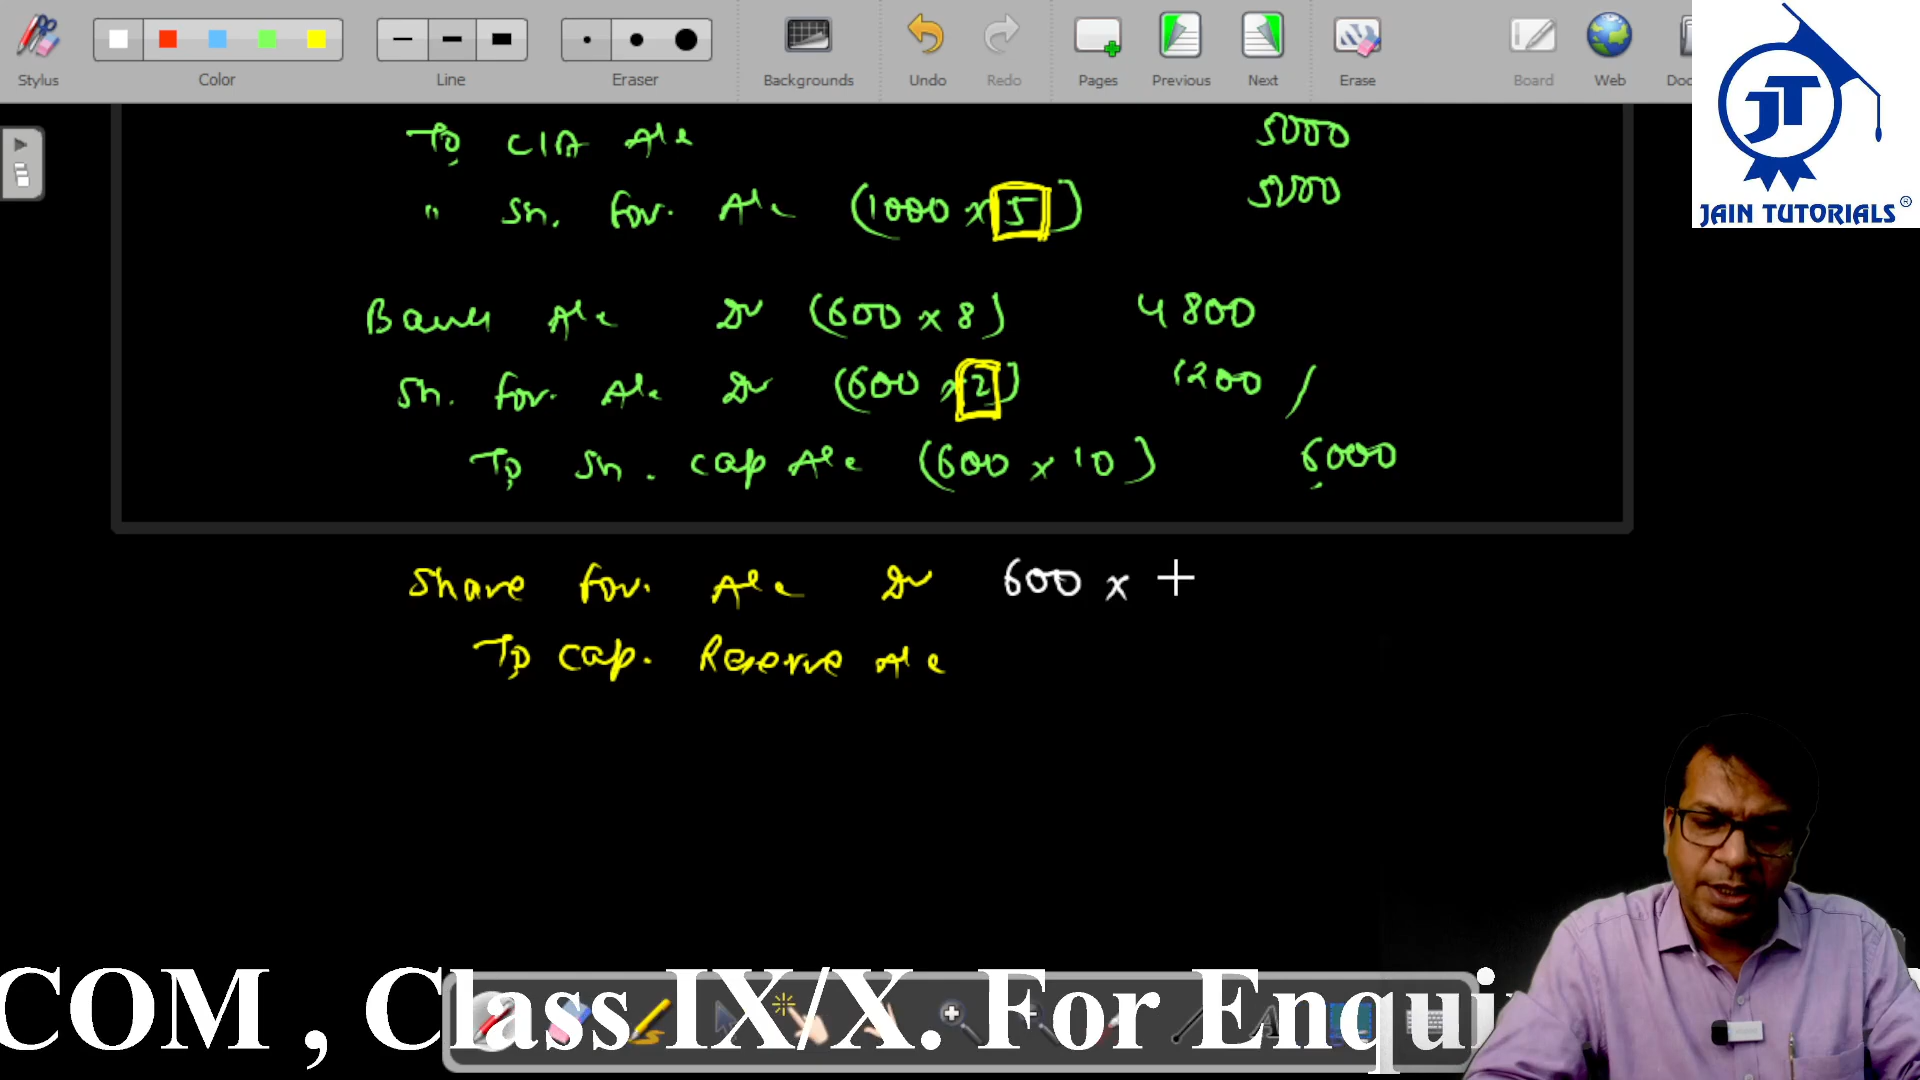 Stylus Color Line Eraser Backgrounds Undo Redo Pages Previous Next Erase Board Web Doc
JT
JAIN TUTORIALS®
To CIA A/c 5000
" Sh. for. A/c (1000 x 5) 5000
Bank A/c Dr (600 x 8) 4800
Sh. for. A/c Dr (600 x 2) 1200 /
To Sh. cap A/c (600 x 10) 6000
Share for. A/c Dr 600 x
To cap. Reserve A/c
COM , Class IX/X. For Enqui